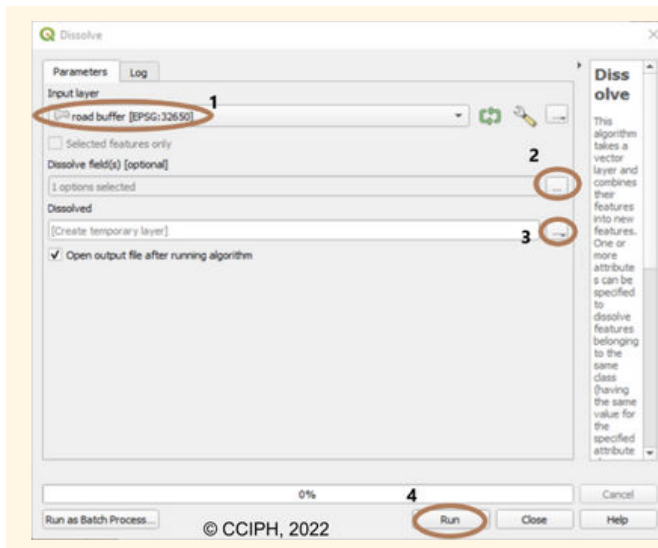 Dissolve
Parameters Log
Input layer
1
road buffer [EPSG:32650]
Selected features only
2
Dissolve field(s) [optional]
1 options selected
...
Dissolved
[Create temporary layer]
3
...
Open output file after running algorithm
Diss
olve
This
algorithm
takes a
vector
layer and
combines
their
features
into new
features.
One or
more
attribute
s can be
specified
to
dissolve
features
belonging
to the
same
class
(having
the same
value for
the
specified
attribute
0%
4
Cancel
Run as Batch Process...
© CCIPH, 2022
Run
Close
Help